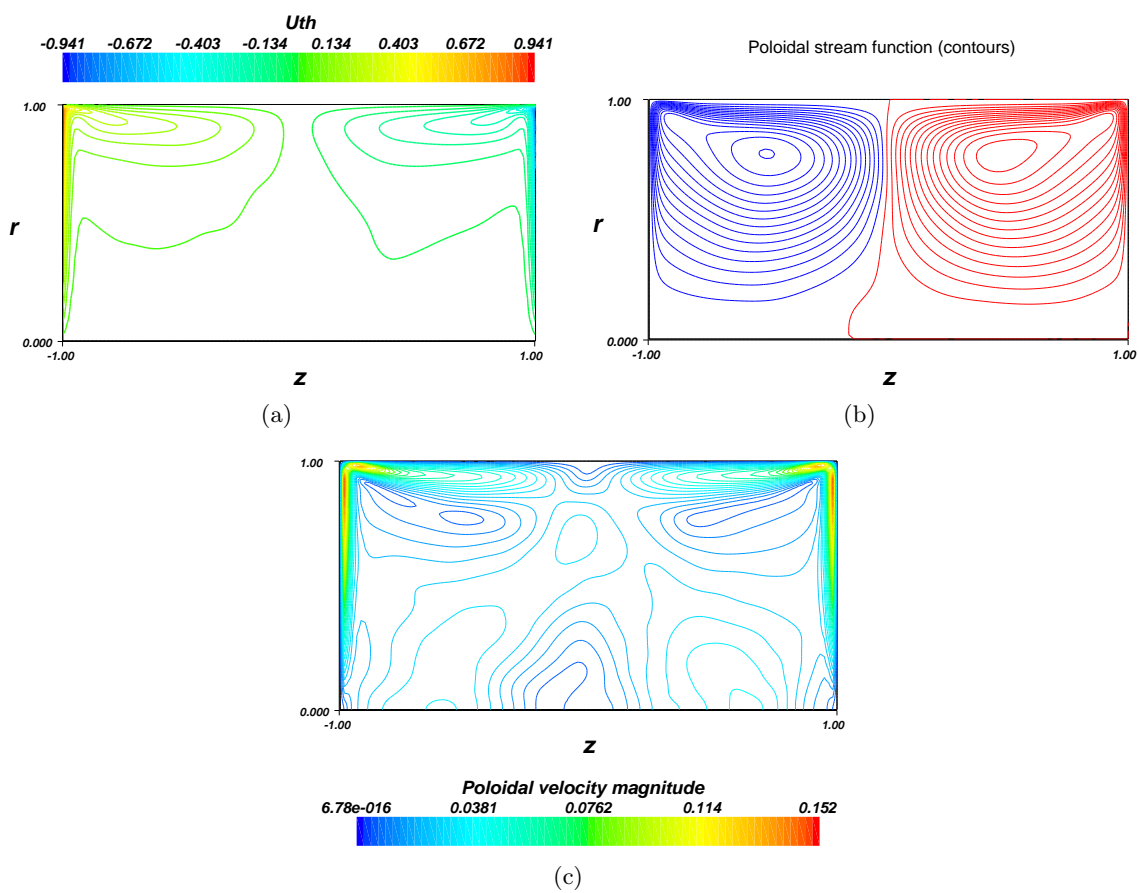 Uth
-0.941 -0.672 -0.403 -0.134 0.134 0.403 0.672 0.941
1.00
r
0.000
-1.00 1.00
z
(a)
Poloidal stream function (contours)
1.00
r
0.000
-1.00 1.00
z
(b)
1.00
0.000
-1.00 1.00
z
Poloidal velocity magnitude
6.78e-016 0.0381 0.0762 0.114 0.152
(c)